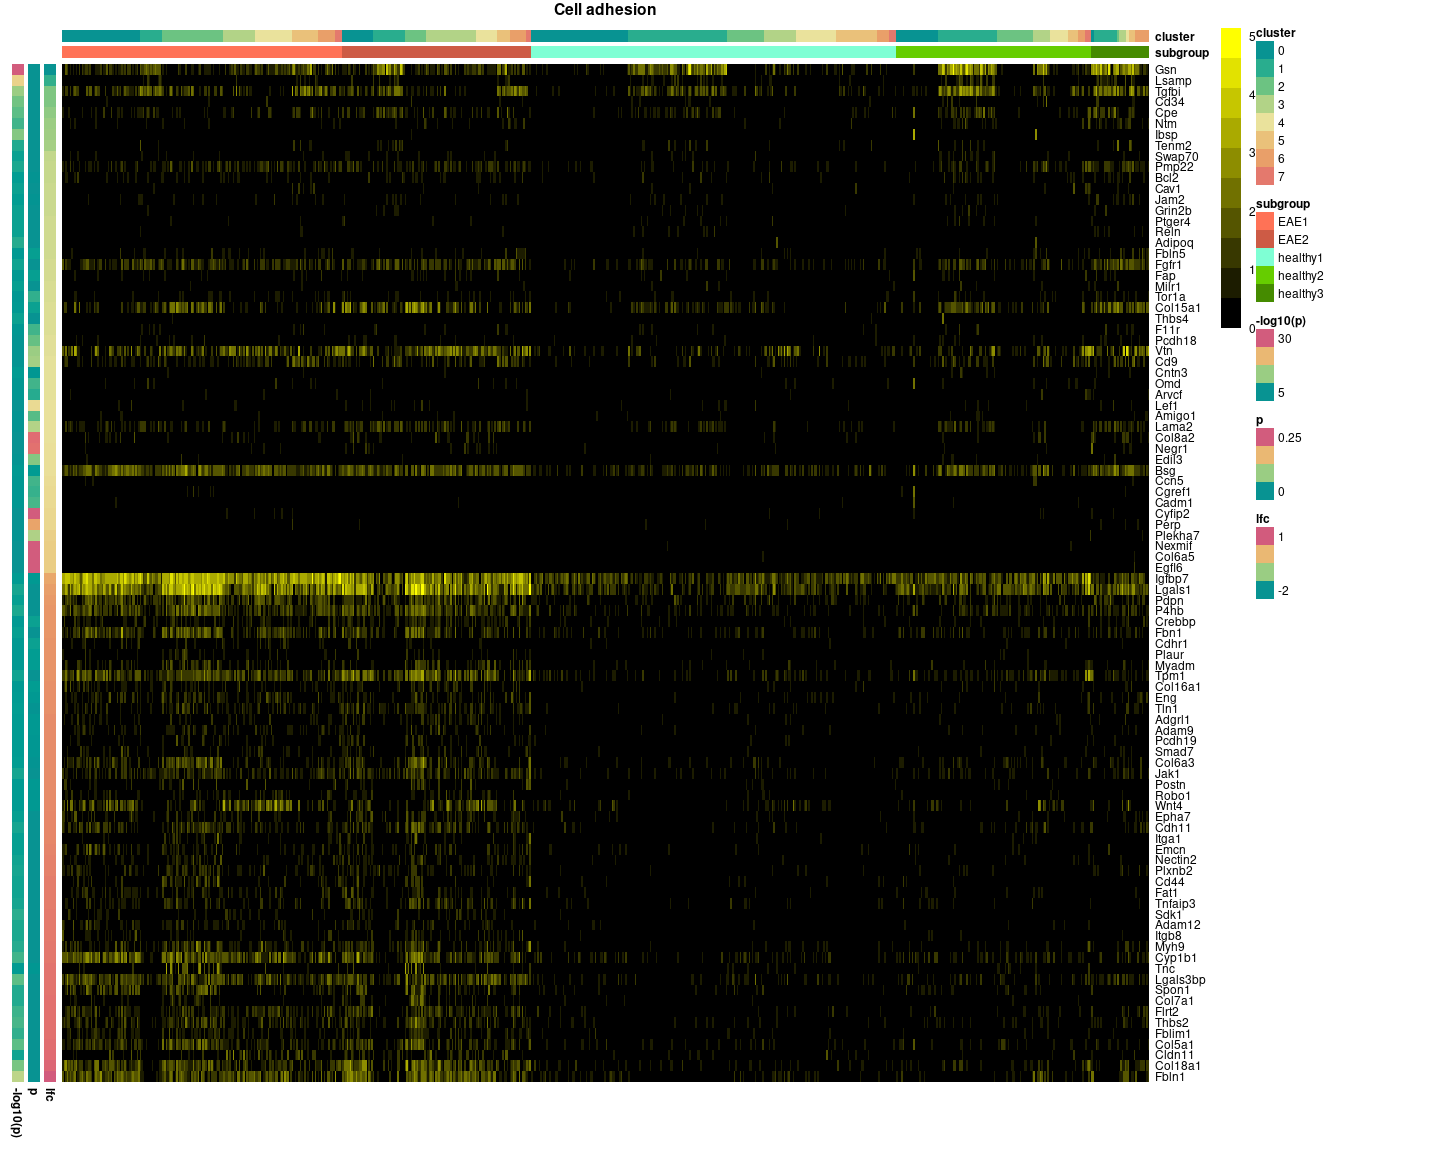 Cell adhesion
cluster
subgroup
Gsn
Lsamp
Tgfbi
Cd34
Cpe
Ntm
Ibsp
Tenm2
Swap70
Pmp22
Bcl2
Cav1
Jam2
Grin2b
Ptger4
Reln
Adipoq
Fbln5
Fgfr1
Fap
Milr1
Tor1a
Col15a1
Thbs4
F11r
Pcdh18
Vtn
Cd9
Cntn3
Omd
Arvcf
Lef1
Amigo1
Lama2
Col8a2
Negr1
Edil3
Bsg
Ccn5
Cgref1
Cadm1
Cyfip2
Perp
Plekha7
Nexmif
Col6a5
Egfl6
Igfbp7
Lgals1
Pdpn
P4hb
Crebbp
Fbn1
Cdhr1
Plaur
Myadm
Tpm1
Col16a1
Eng
Tln1
Adgrl1
Adam9
Pcdh19
Smad7
Col6a3
Jak1
Postn
Robo1
Wnt4
Epha7
Cdh11
Itga1
Emcn
Nectin2
Plxnb2
Cd44
Fat1
Tnfaip3
Sdk1
Adam12
Itgb8
Myh9
Cyp1b1
Tnc
Lgals3bp
Spon1
Col7a1
Flrt2
Thbs2
Fblim1
Col5a1
Cldn11
Col18a1
Fbln1
-log10(p)
p
lfc
5
4
3
2
1
0
cluster
0
1
2
3
4
5
6
7
subgroup
EAE1
EAE2
healthy1
healthy2
healthy3
-log10(p)
30
5
p
0.25
0
lfc
1
-2